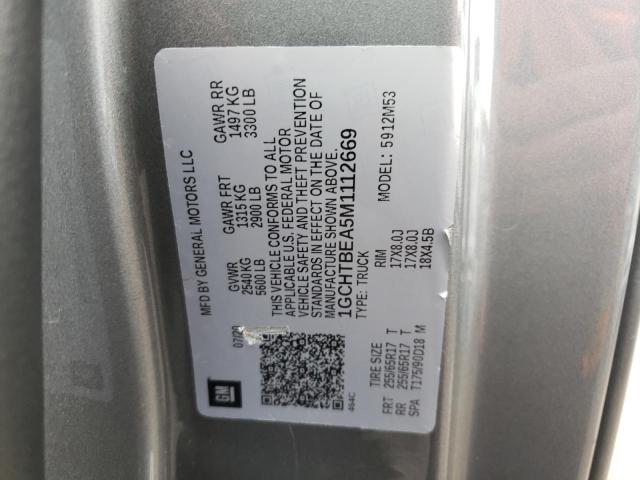 MFD BY GENERAL MOTORS LLC
07/20
GVWR
2540 KG
5600 LB
GAWR FRT
1315 KG
2900 LB
GAWR RR
1497 KG
3300 LB
THIS VEHICLE CONFORMS TO ALL
APPLICABLE U.S. FEDERAL MOTOR
VEHICLE SAFETY AND THEFT PREVENTION
STANDARDS IN EFFECT ON THE DATE OF
MANUFACTURE SHOWN ABOVE.
1GCHTBEA5M1112669
TYPE: TRUCK
MODEL: 5912M53
GM
464C
TIRE SIZE
RIM
FRT 255/65R17 T 17X8.0J
RR 255/65R17 T 17X8.0J
SPA T175/90D18 M 18X4.5B